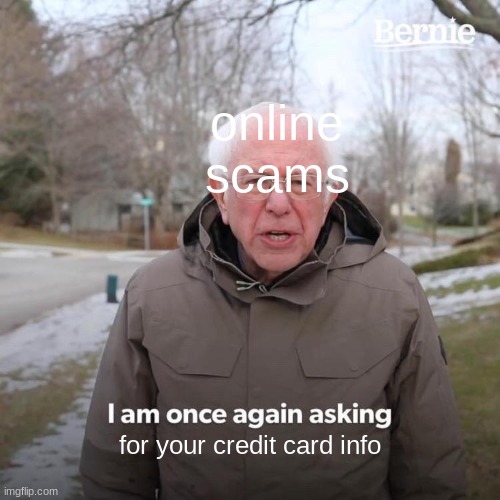 Bernie
online
scams
I am once again asking
for your credit card info
imgflip.com